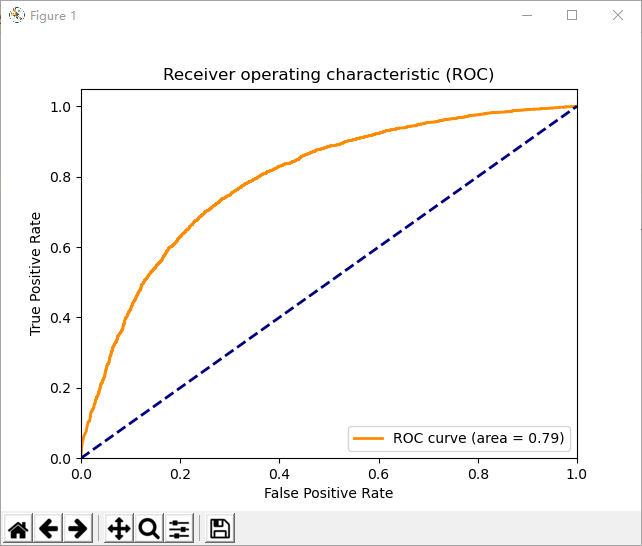 Figure 1
Receiver operating characteristic (ROC)
1.0
0.8
0.6
0.4
0.2
0.0
True Positive Rate
ROC curve (area = 0.79)
0.0 0.2 0.4 0.6 0.8 1.0
False Positive Rate